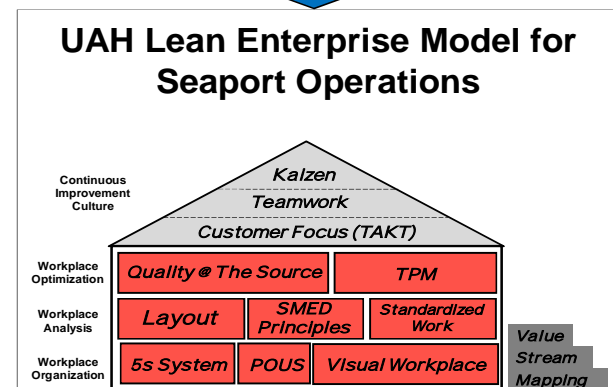 UAH Lean Enterprise Model for
Seaport Operations
Continuous
Improvement
Culture
Kaizen
Teamwork
Customer Focus (TAKT)
Workplace
Optimization
Quality @ The Source
TPM
Workplace
Analysis
Layout
SMED
Principles
Standardized
Work
Workplace
Organization
5s System
POUS
Visual Workplace
Value
Stream
Mapping